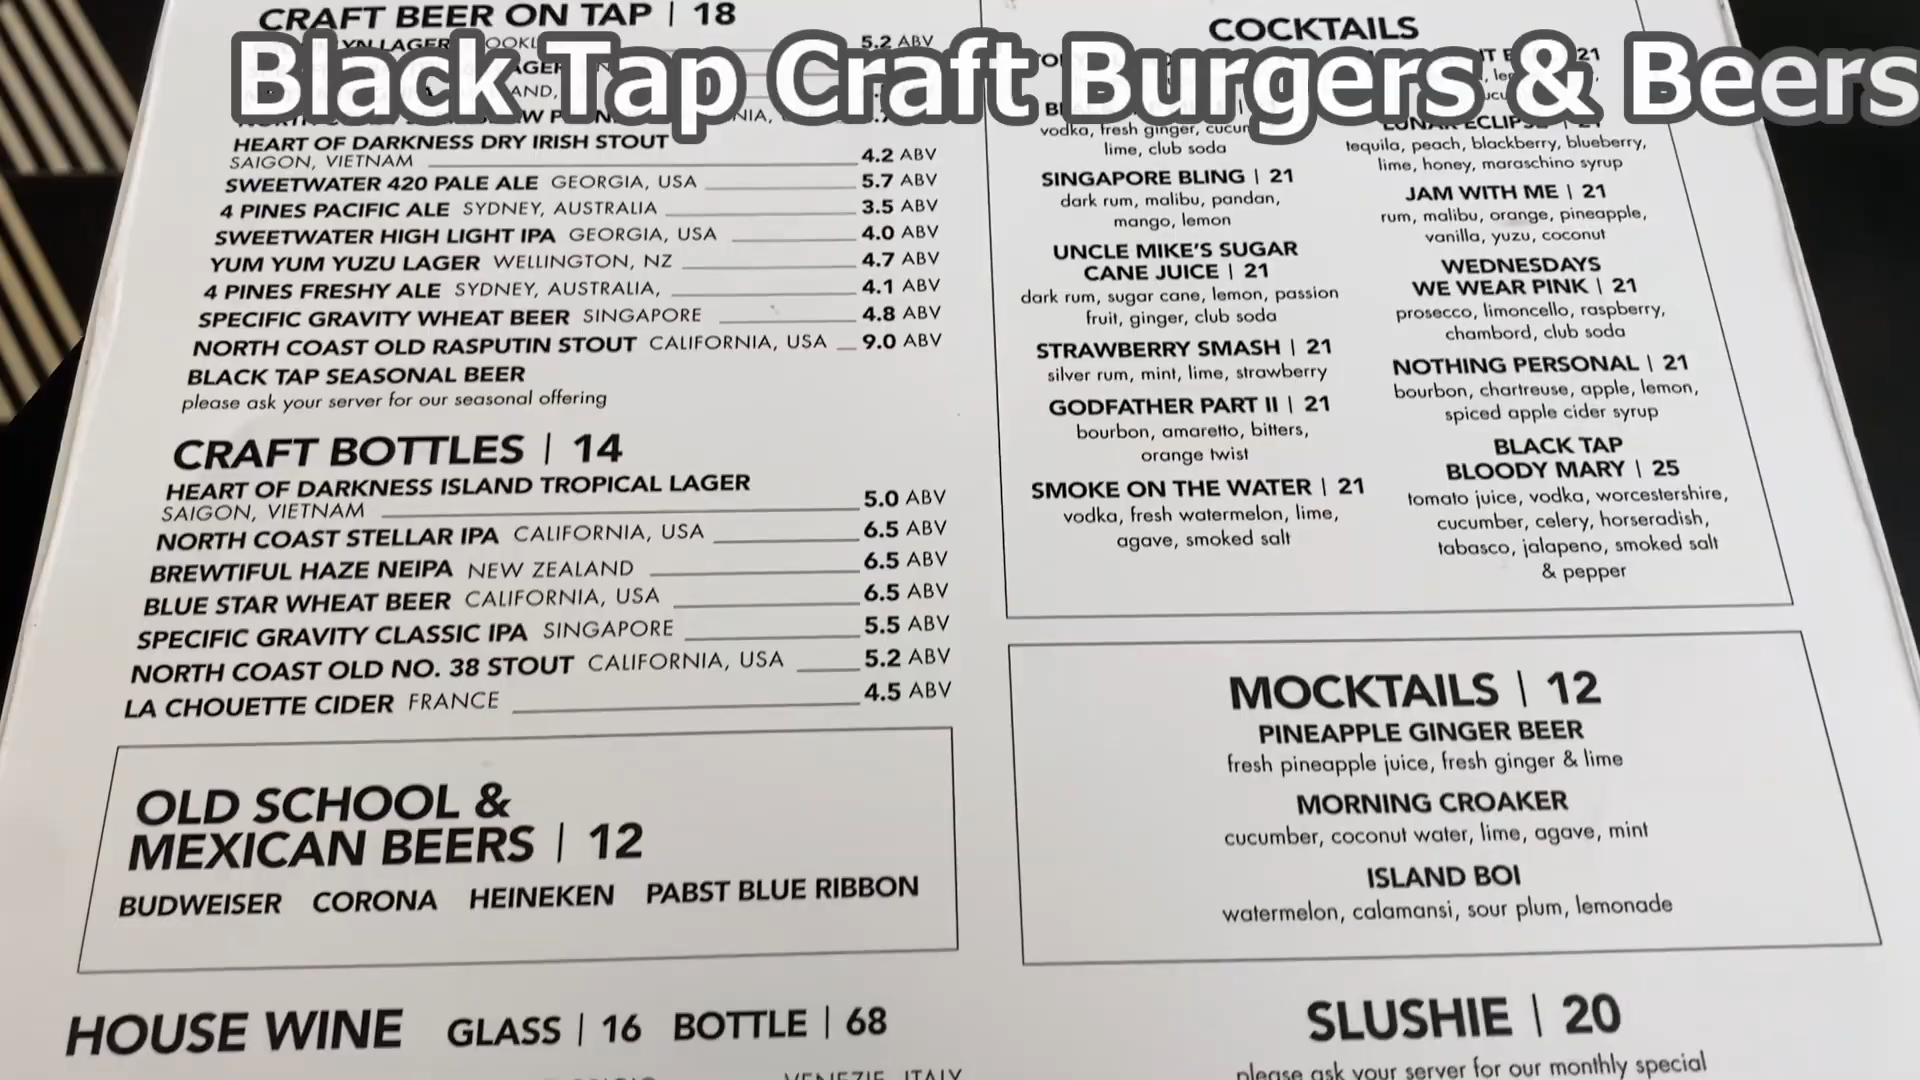 Black Tap Craft Burgers & Beers
CRAFT BEER ON TAP | 18
LAGER
5.2 ABV
HEART OF DARKNESS DRY IRISH STOUT
SAIGON, VIETNAM 4.2 ABV
SWEETWATER 420 PALE ALE GEORGIA, USA 5.7 ABV
4 PINES PACIFIC ALE SYDNEY, AUSTRALIA 3.5 ABV
SWEETWATER HIGH LIGHT IPA GEORGIA, USA 4.0 ABV
YUM YUM YUZU LAGER WELLINGTON, NZ 4.7 ABV
4 PINES FRESHY ALE SYDNEY, AUSTRALIA, 4.1 ABV
SPECIFIC GRAVITY WHEAT BEER SINGAPORE 4.8 ABV
NORTH COAST OLD RASPUTIN STOUT CALIFORNIA, USA 9.0 ABV
BLACK TAP SEASONAL BEER
please ask your server for our seasonal offering
CRAFT BOTTLES | 14
HEART OF DARKNESS ISLAND TROPICAL LAGER
SAIGON, VIETNAM 5.0 ABV
NORTH COAST STELLAR IPA CALIFORNIA, USA 6.5 ABV
BREWTIFUL HAZE NEIPA NEW ZEALAND 6.5 ABV
BLUE STAR WHEAT BEER CALIFORNIA, USA 6.5 ABV
SPECIFIC GRAVITY CLASSIC IPA SINGAPORE 5.5 ABV
NORTH COAST OLD NO. 38 STOUT CALIFORNIA, USA 5.2 ABV
LA CHOUETTE CIDER FRANCE 4.5 ABV
OLD SCHOOL &
MEXICAN BEERS | 12
BUDWEISER CORONA HEINEKEN PABST BLUE RIBBON
HOUSE WINE GLASS | 16 BOTTLE | 68
VENEZIE, ITALY
COCKTAILS
vodka, fresh ginger,
lime, club soda
SINGAPORE BLING | 21
dark rum, malibu, pandan,
mango, lemon
UNCLE MIKE'S SUGAR
CANE JUICE | 21
dark rum, sugar cane, lemon, passion
fruit, ginger, club soda
STRAWBERRY SMASH | 21
silver rum, mint, lime, strawberry
GODFATHER PART II | 21
bourbon, amaretto, bitters,
orange twist
SMOKE ON THE WATER | 21
vodka, fresh watermelon, lime,
agave, smoked salt
21
LUNAR ECLIPSE | 21
tequila, peach, blackberry, blueberry,
lime, honey, maraschino syrup
JAM WITH ME | 21
rum, malibu, orange, pineapple,
vanilla, yuzu, coconut
WEDNESDAYS
WE WEAR PINK | 21
prosecco, limoncello, raspberry,
chambord, club soda
NOTHING PERSONAL | 21
bourbon, chartreuse, apple, lemon,
spiced apple cider syrup
BLACK TAP
BLOODY MARY | 25
tomato juice, vodka, worcestershire,
cucumber, celery, horseradish,
tabasco, jalapeno, smoked salt
& pepper
MOCKTAILS | 12
PINEAPPLE GINGER BEER
fresh pineapple juice, fresh ginger & lime
MORNING CROAKER
cucumber, coconut water, lime, agave, mint
ISLAND BOI
watermelon, calamansi, sour plum, lemonade
SLUSHIE | 20
please ask your server for our monthly special